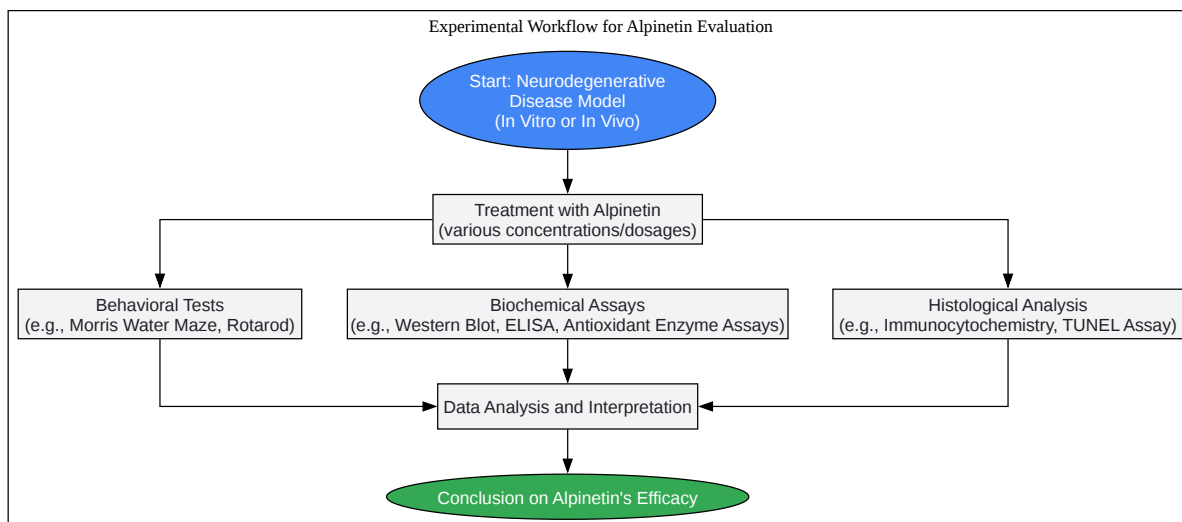 Experimental Workflow for Alpinetin Evaluation
Start: Neurodegenerative
Disease Model
(In Vitro or In Vivo)
Treatment with Alpinetin
(various concentrations/dosages)
Behavioral Tests
(e.g., Morris Water Maze, Rotarod)
Biochemical Assays
(e.g., Western Blot, ELISA, Antioxidant Enzyme Assays)
Histological Analysis
(e.g., Immunocytochemistry, TUNEL Assay)
Data Analysis and Interpretation
Conclusion on Alpinetin's Efficacy